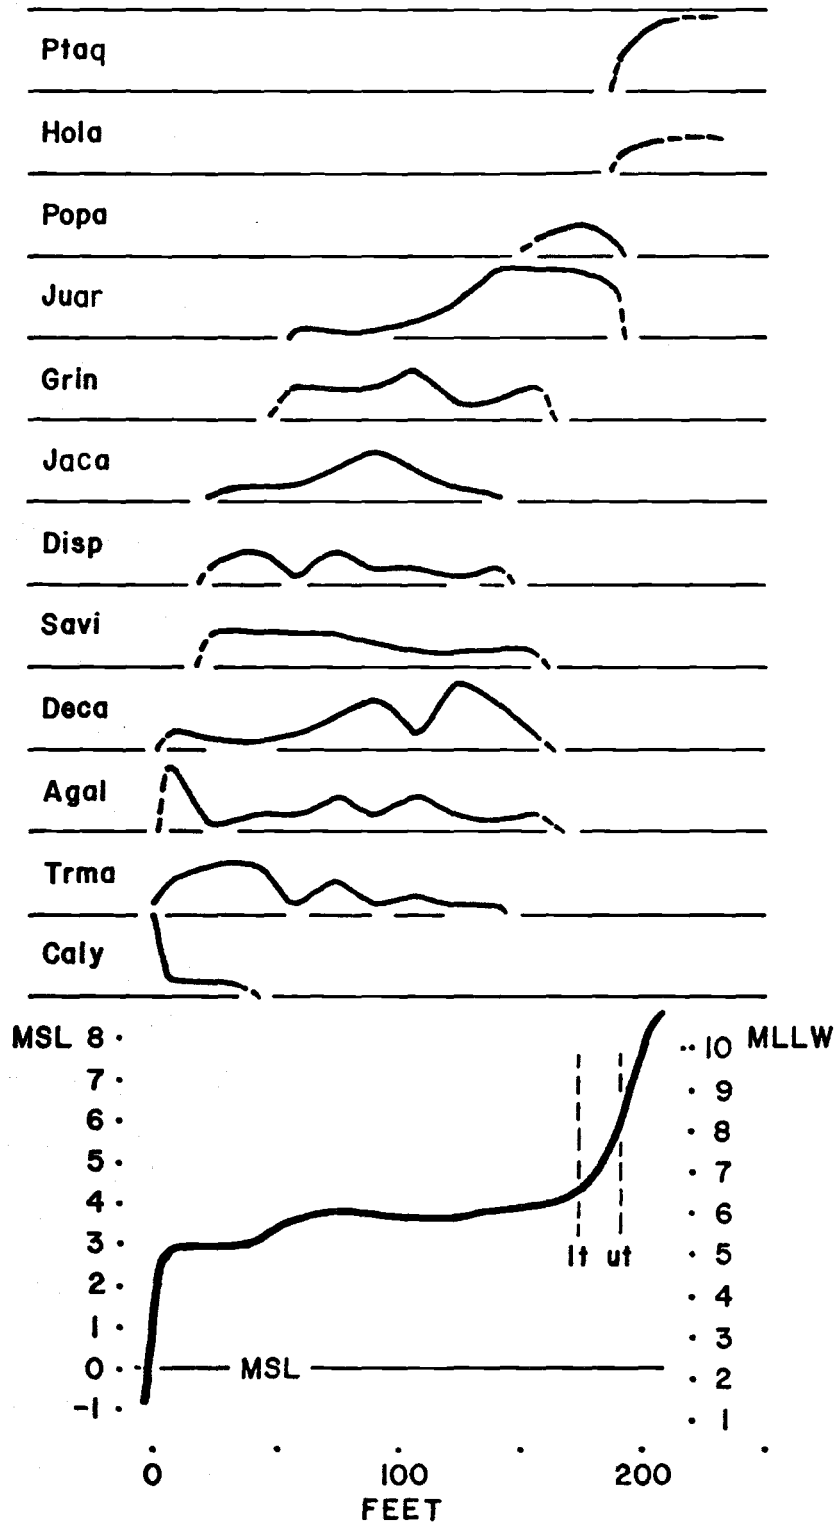 Ptaq
Hola
Popa
Juar
Grin
Jaca
Disp
Savi
Deca
Agal
Trma
Caly
MSL 8 10 MLLW
7 9
6 8
5 7
4 6
3 5
lt ut
2 4
1 3
0 MSL 2
-1 1
0 100 200
FEET